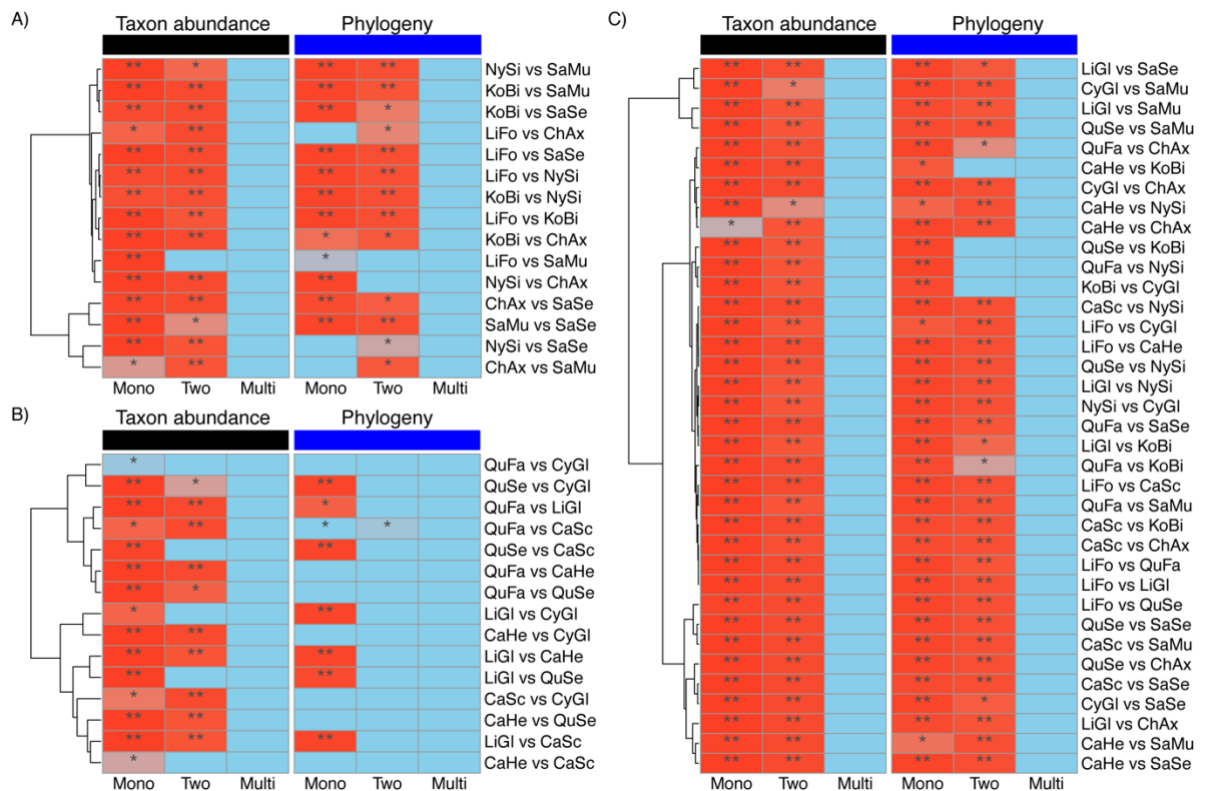 A)
Taxon abundance Phylogeny
** * ** ** NySi vs SaMu
** ** ** ** KoBi vs SaMu
** ** ** * KoBi vs SaSe
* ** * LiFo vs ChAx
** ** ** ** LiFo vs SaSe
** ** ** ** LiFo vs NySi
** ** ** ** KoBi vs NySi
** ** ** ** LiFo vs KoBi
** ** * * KoBi vs ChAx
** * LiFo vs SaMu
** ** ** NySi vs ChAx
** ** ** * ChAx vs SaSe
** * ** ** SaMu vs SaSe
** ** * NySi vs SaSe
* ** * ChAx vs SaMu
Mono Two Multi Mono Two Multi
B)
Taxon abundance Phylogeny
* QuFa vs CyGl
** * ** QuSe vs CyGl
** ** * QuFa vs LiGl
* ** * * QuFa vs CaSc
** ** QuSe vs CaSc
** ** QuFa vs CaHe
** * QuFa vs QuSe
* ** LiGl vs CyGl
** ** CaHe vs CyGl
** ** ** LiGl vs CaHe
** ** LiGl vs QuSe
* ** CaSc vs CyGl
** ** CaHe vs QuSe
** ** ** LiGl vs CaSc
* CaHe vs CaSc
Mono Two Multi Mono Two Multi
C)
Taxon abundance Phylogeny
** ** ** * LiGl vs SaSe
** * ** ** CyGl vs SaMu
** ** ** ** LiGl vs SaMu
** ** ** ** QuSe vs SaMu
** ** ** * QuFa vs ChAx
** ** * CaHe vs KoBi
** ** ** ** CyGl vs ChAx
** * * ** CaHe vs NySi
* ** ** ** CaHe vs ChAx
** ** ** QuSe vs KoBi
** ** ** QuFa vs NySi
** ** ** KoBi vs CyGl
** ** ** ** CaSc vs NySi
** ** * ** LiFo vs CyGl
** ** ** ** LiFo vs CaHe
** ** ** ** QuSe vs NySi
** ** ** ** LiGl vs NySi
** ** ** ** NySi vs CyGl
** ** ** ** QuFa vs SaSe
** ** ** * LiGl vs KoBi
** ** ** * QuFa vs KoBi
** ** ** ** LiFo vs CaSc
** ** ** ** QuFa vs SaMu
** ** ** ** CaSc vs KoBi
** ** ** ** CaSc vs ChAx
** ** ** ** LiFo vs QuFa
** ** ** ** LiFo vs LiGl
** ** ** ** LiFo vs QuSe
** ** ** ** QuSe vs SaSe
** ** ** ** CaSc vs SaMu
** ** ** ** QuSe vs ChAx
** ** ** ** CaSc vs SaSe
** ** ** * CyGl vs SaSe
** ** ** ** LiGl vs ChAx
** ** * ** CaHe vs SaMu
** ** ** ** CaHe vs SaSe
Mono Two Multi Mono Two Multi